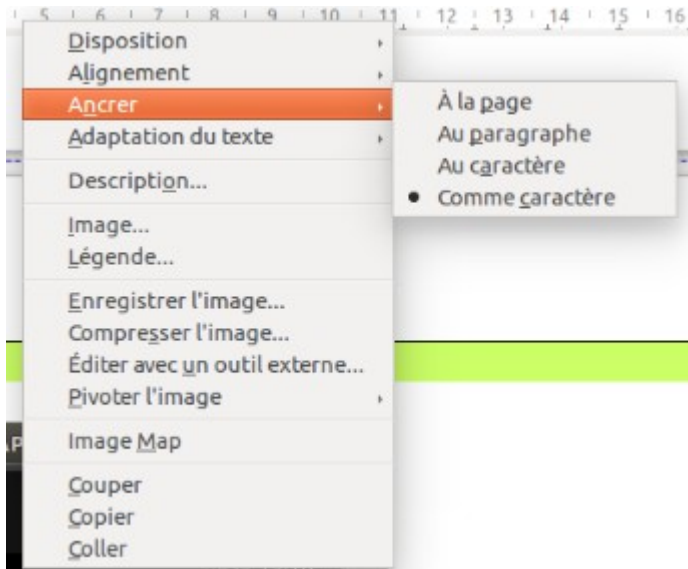 5 6 7 8 9 10 11 12 13 14 15 16
Disposition
Alignement
Ancrer
Adaptation du texte
Description...
Image...
Légende...
Enregistrer l'image...
Compresser l'image...
Éditer avec un outil externe...
Pivoter l'image
Image Map
Couper
Copier
Coller
À la page
Au paragraphe
Au caractère
Comme caractère